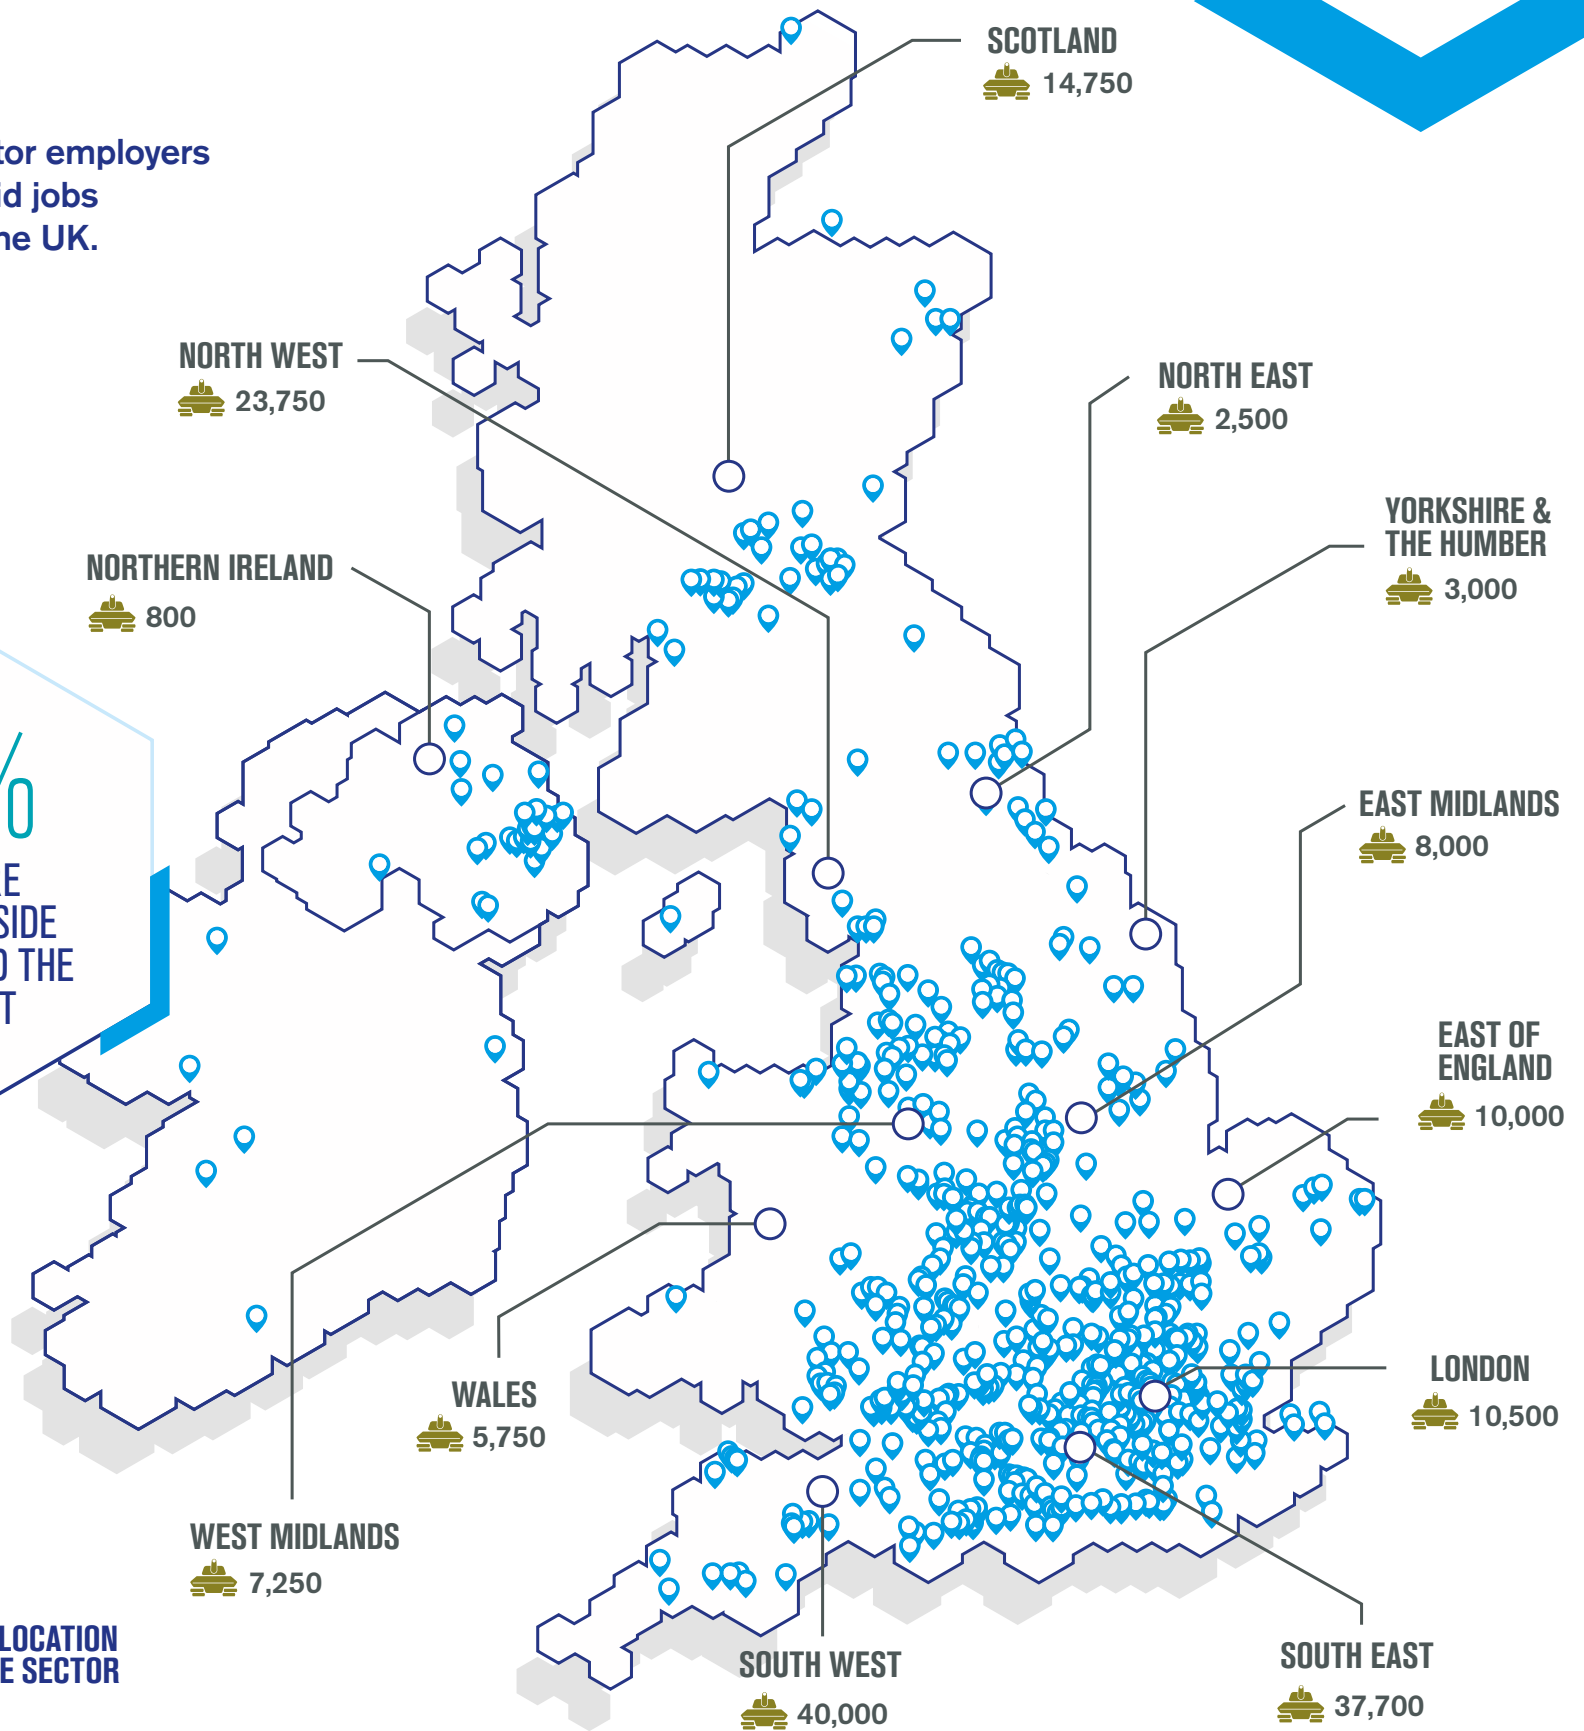 tor employers
id jobs
he UK.
SCOTLAND
14,750
NORTH WEST
23,750
NORTH EAST
2,500
YORKSHIRE &
THE HUMBER
3,000
NORTHERN IRELAND
800
%
RE
SIDE
D THE
T
EAST MIDLANDS
8,000
EAST OF
ENGLAND
10,000
LONDON
10,500
WALES
5,750
WEST MIDLANDS
7,250
LOCATION
E SECTOR
SOUTH WEST
40,000
SOUTH EAST
37,700